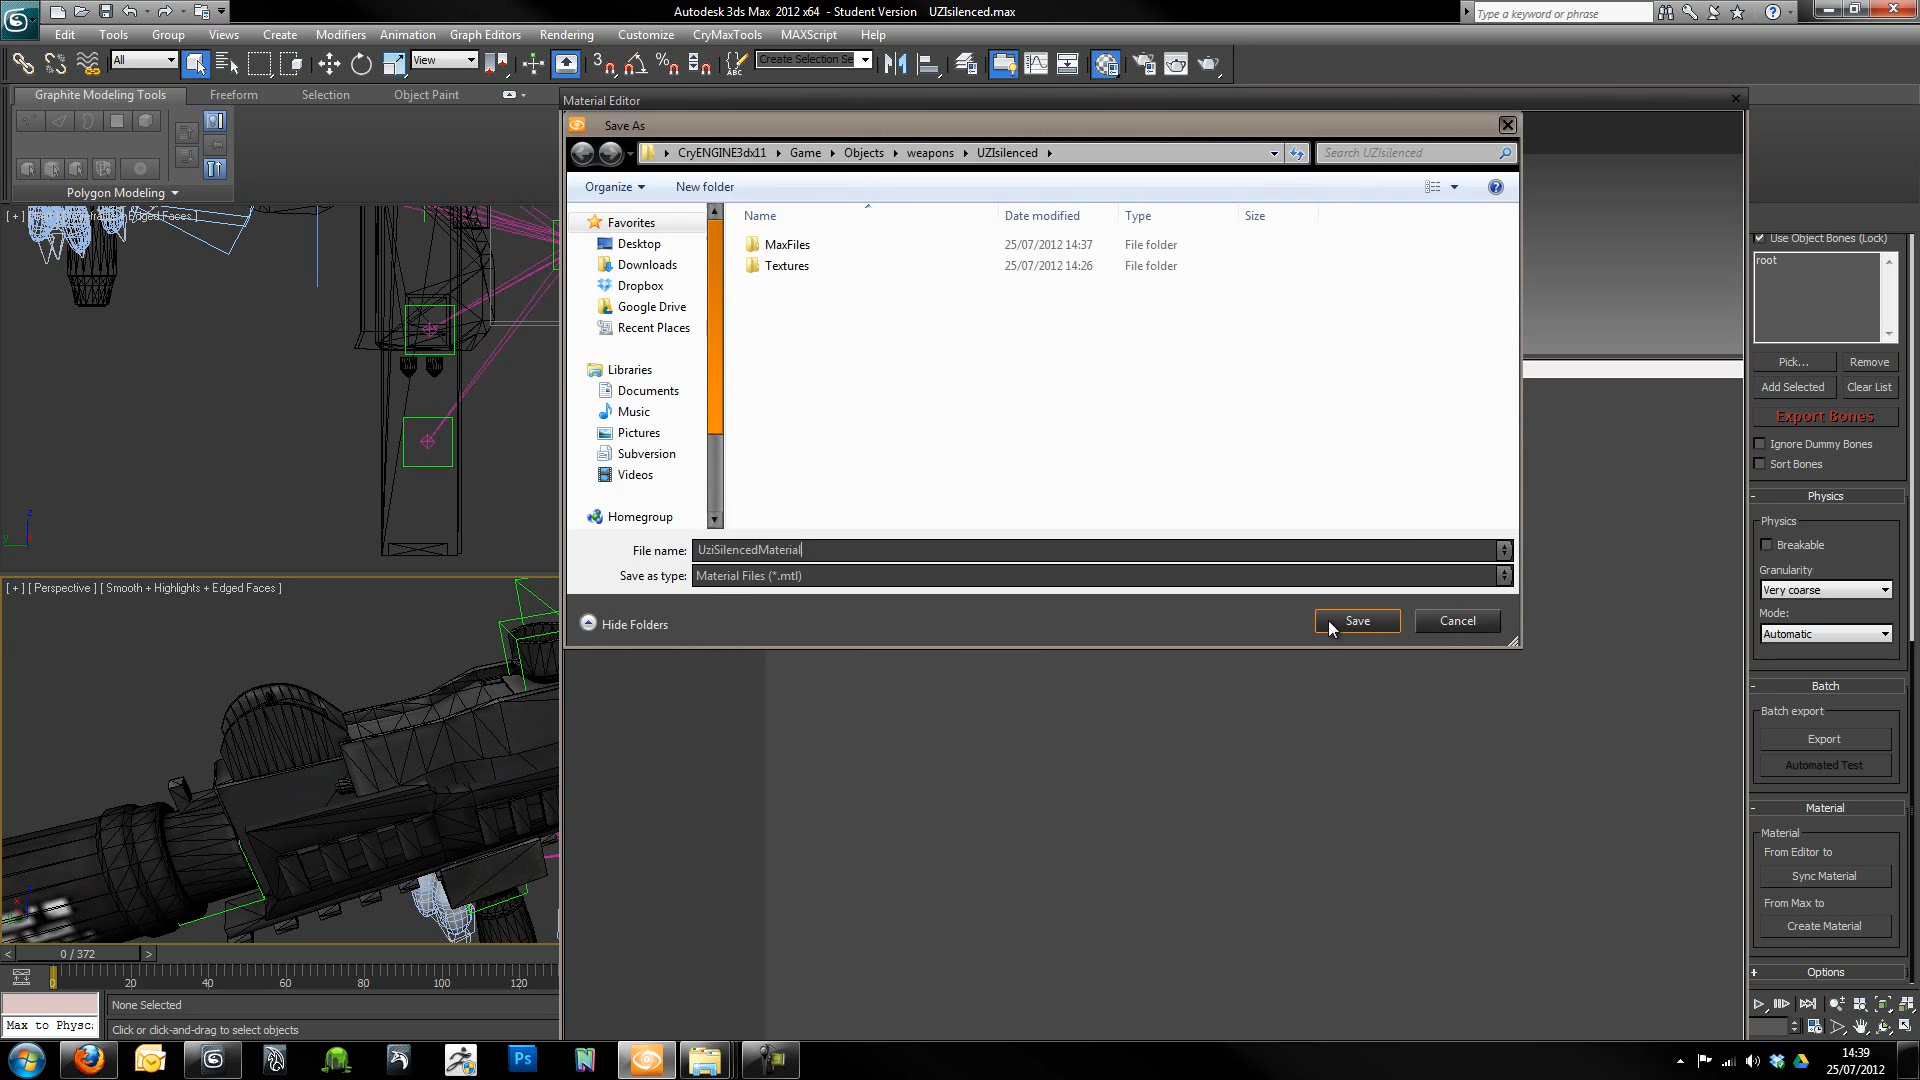 Autodesk 3ds Max 2012 x64 - Student Version UZIsilenced.max
Type a keyword or phrase
Edit Tools Group Views Create Modifiers Animation Graph Editors Rendering Customize CryMaxTools MAXScript Help
All
View
Create Selection Se
Graphite Modeling Tools Freeform Selection Object Paint
Polygon Modeling
Material Editor
Save As
CryENGINE3dx11 Game Objects weapons UZIsilenced
Search UZIsilenced
Organize New folder
Name Date modified Type Size
MaxFiles 25/07/2012 14:37 File folder
Textures 25/07/2012 14:26 File folder
Favorites
Desktop
Downloads
Dropbox
Google Drive
Recent Places
Libraries
Documents
Music
Pictures
Subversion
Videos
Homegroup
File name: UziSilencedMaterial
Save as type: Material Files (*.mtl)
Hide Folders
Save
Cancel
[ + ] [ Perspective ] [ Smooth + Highlights + Edged Faces ]
Use Object Bones (Lock)
root
Pick... Remove
Add Selected Clear List
Export Bones
Ignore Dummy Bones
Sort Bones
- Physics
Physics
Breakable
Granularity
Very coarse
Mode:
Automatic
- Batch
Batch export
Export
Automated Test
- Material
Material
From Editor to
Sync Material
From Max to
Create Material
+ Options
< 0 / 372 >
0 20 40 60 80 100 120
None Selected
Max to Physc:
Click or click-and-drag to select objects
Ps
14:39
25/07/2012